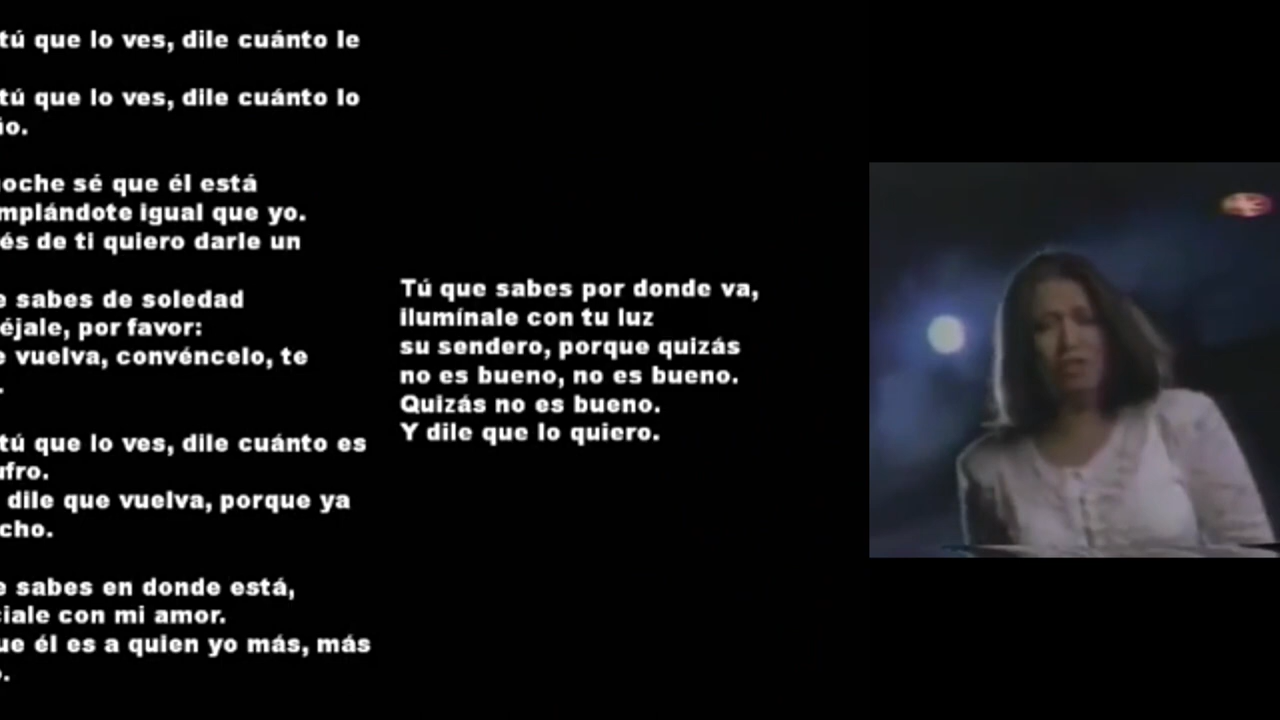 tú que lo ves, dile cuánto le
tú que lo ves, dile cuánto lo
ño.
noche sé que él está
mplándote igual que yo.
és de ti quiero darle un
e sabes de soledad
éjale, por favor:
e vuelva, convéncelo, te
.
tú que lo ves, dile cuánto es
ufro.
dile que vuelva, porque ya
cho.
e sabes en donde está,
ciale con mi amor.
ue él es a quien yo más, más
o.
Tú que sabes por donde va,
ilumínale con tu luz
su sendero, porque quizás
no es bueno, no es bueno.
Quizás no es bueno.
Y dile que lo quiero.